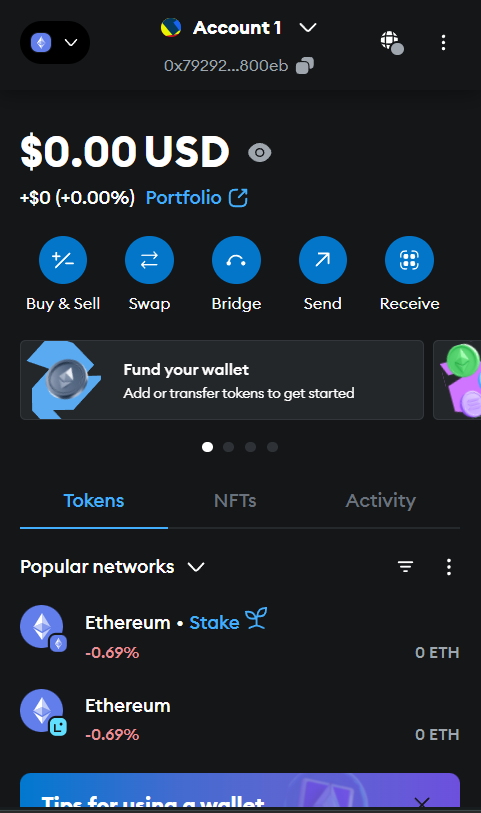 Account 1
0x79292...800eb
$0.00 USD
+$0 (+0.00%) Portfolio
Buy & Sell Swap Bridge Send Receive
Fund your wallet
Add or transfer tokens to get started
Tokens NFTs Activity
Popular networks
Ethereum • Stake
-0.69% 0 ETH
Ethereum
-0.69% 0 ETH
Tips for using a wallet